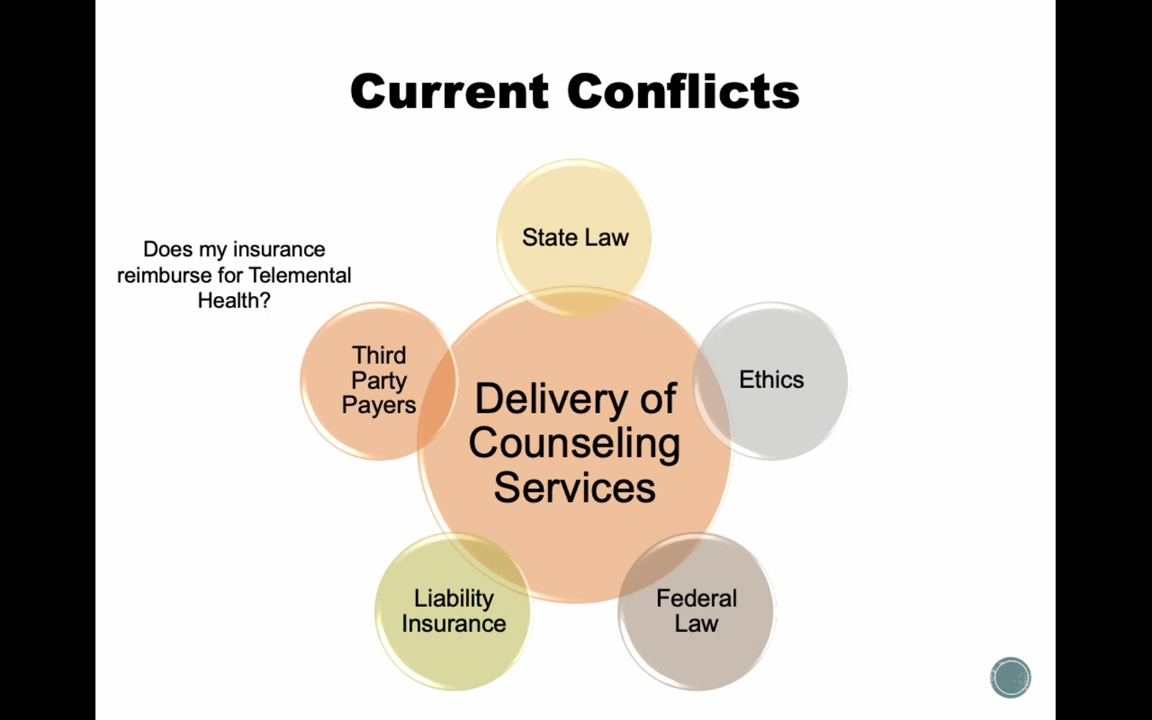 Current Conflicts
State Law
Does my insurance
reimburse for Telemental
Health?
Third
Party
Payers
Ethics
Delivery of
Counseling
Services
Liability
Insurance
Federal
Law